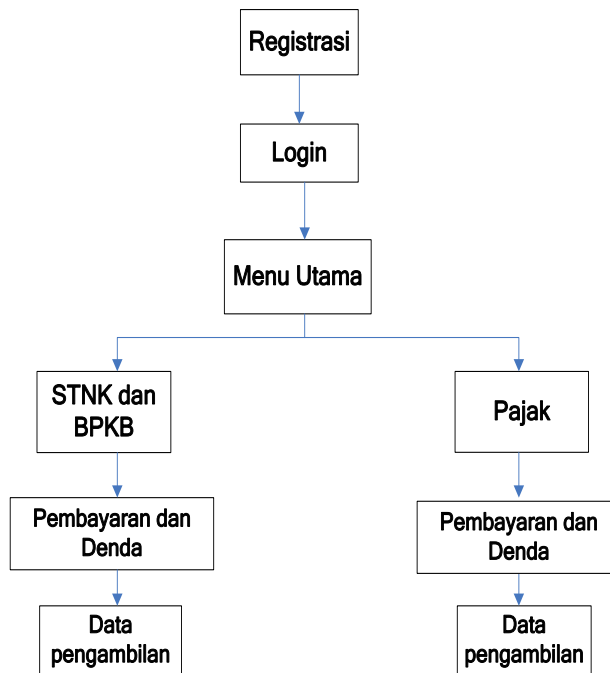 Registrasi
Login
Menu Utama
STNK dan
BPKB
Pajak
Pembayaran dan
Denda
Pembayaran dan
Denda
Data
pengambilan
Data
pengambilan